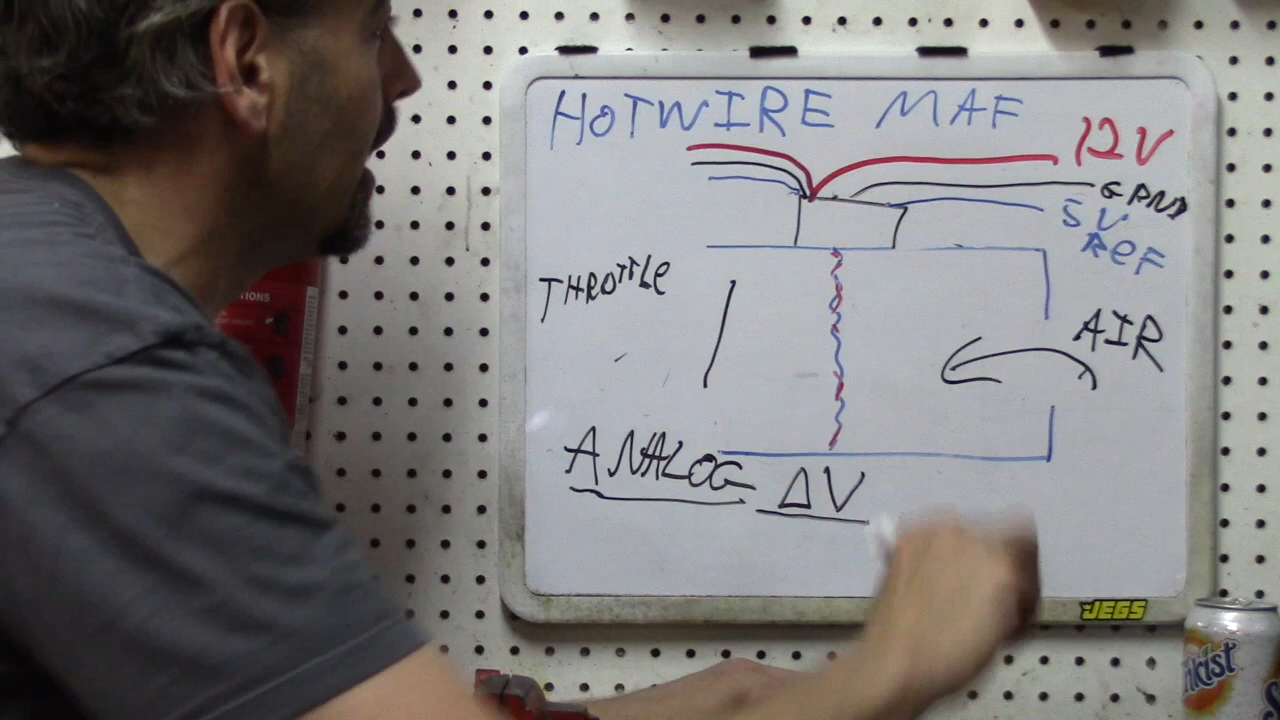 HOTWIRE MAF
12V
GRND
5V
ReF
THROTTLe
AIR
ANALOG ΔV
JEGS